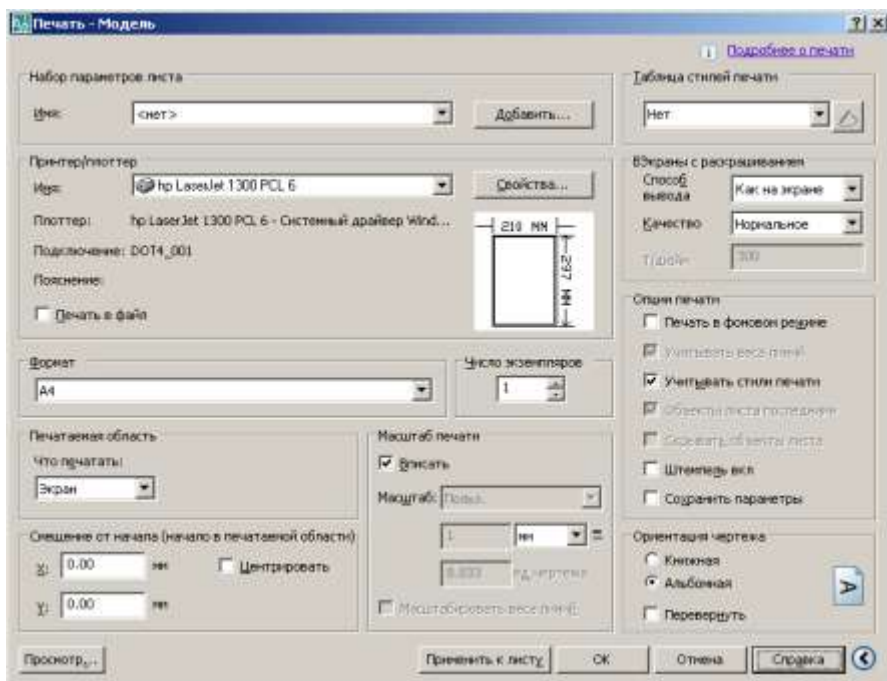 Печать - Модель
Подробнее о печати
Набор параметров листа
Имя: <нет>
Добавить...
Таблица стилей печати
Нет
Принтер/плоттер
Имя: hp LaserJet 1300 PCL 6
Свойства...
Плоттер: hp LaserJet 1300 PCL 6 - Системный драйвер Wind...
Подключение: DOT4_001
Пояснение:
Печать в файл
210 MM
297 MM
ВЭкраны с раскрашиванием
Способ вывода
Как на экране
Качество
Нормальное
300
Формат
A4
Число экземпляров
1
Опции печати
Печать в фоновом режиме
Учитывать веса линий
Учитывать стили печати
Объекты листа последними
Скрывать объекты листа
Штемпель вкл
Сохранить параметры
Печатаемая область
Что печатать:
Экран
Масштаб печати
Вписать
Масштаб: Польз.
1 мм =
ед.чертежа
Масштабировать веса линий
Смещение от начала (начало в печатаемой области)
X: 0.00 мм
Центрировать
Y: 0.00 мм
Ориентация чертежа
Книжная
Альбомная
Перевернуть
A
Просмотр...
Применить к листу
ОК
Отмена
Справка